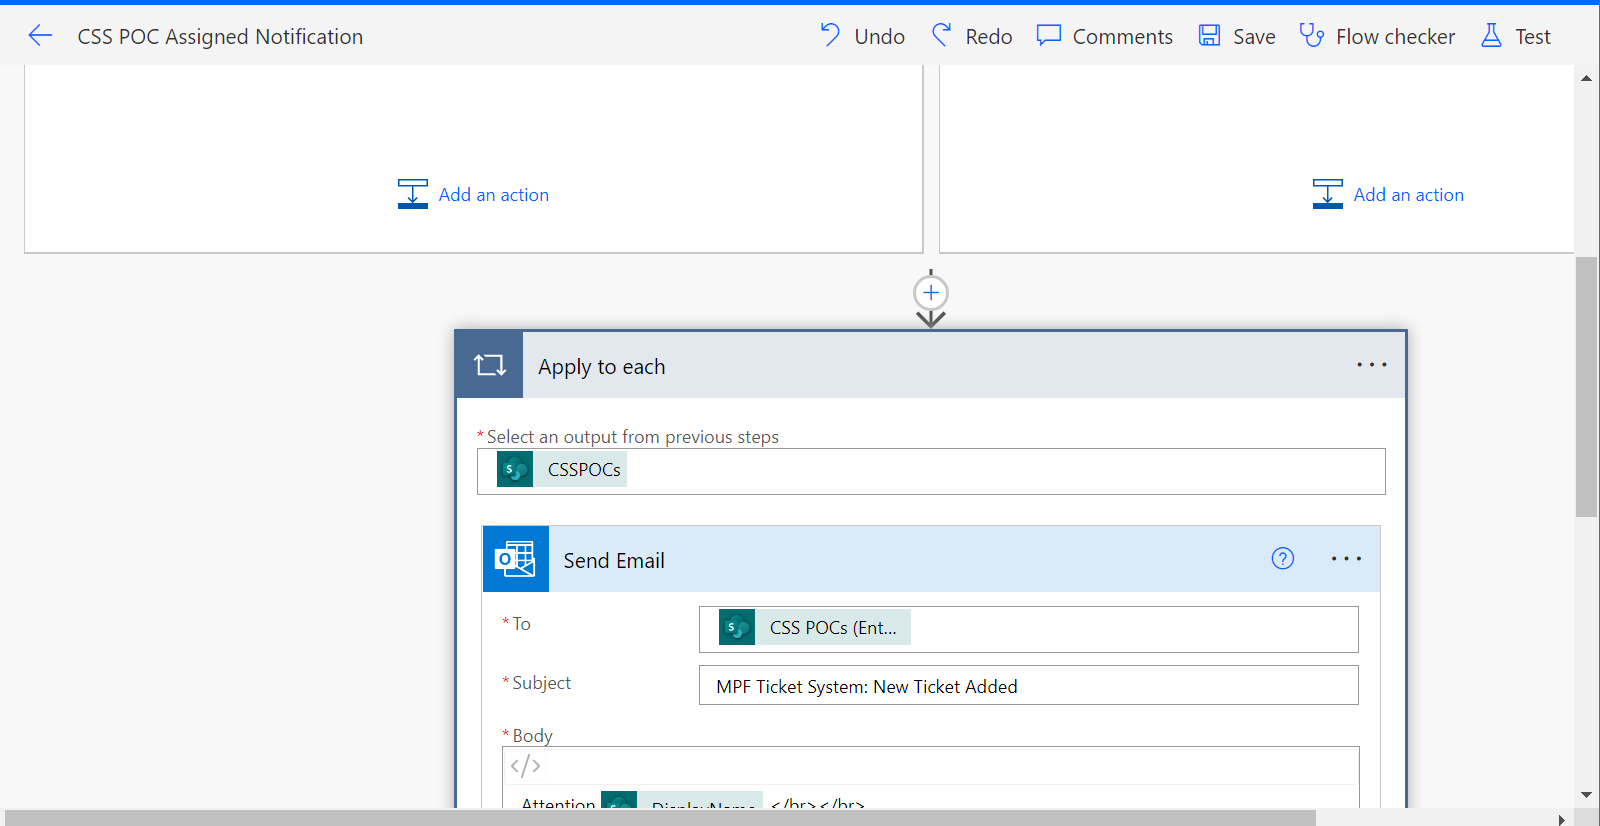 CSS POC Assigned Notification Undo Redo Comments Save Flow checker Test
Add an action Add an action
Apply to each
* Select an output from previous steps
S CSSPOCs
O Send Email ?
* To S CSS POCs (Ent...
* Subject MPF Ticket System: New Ticket Added
* Body
</>
Attention S DisplayName </br></br>